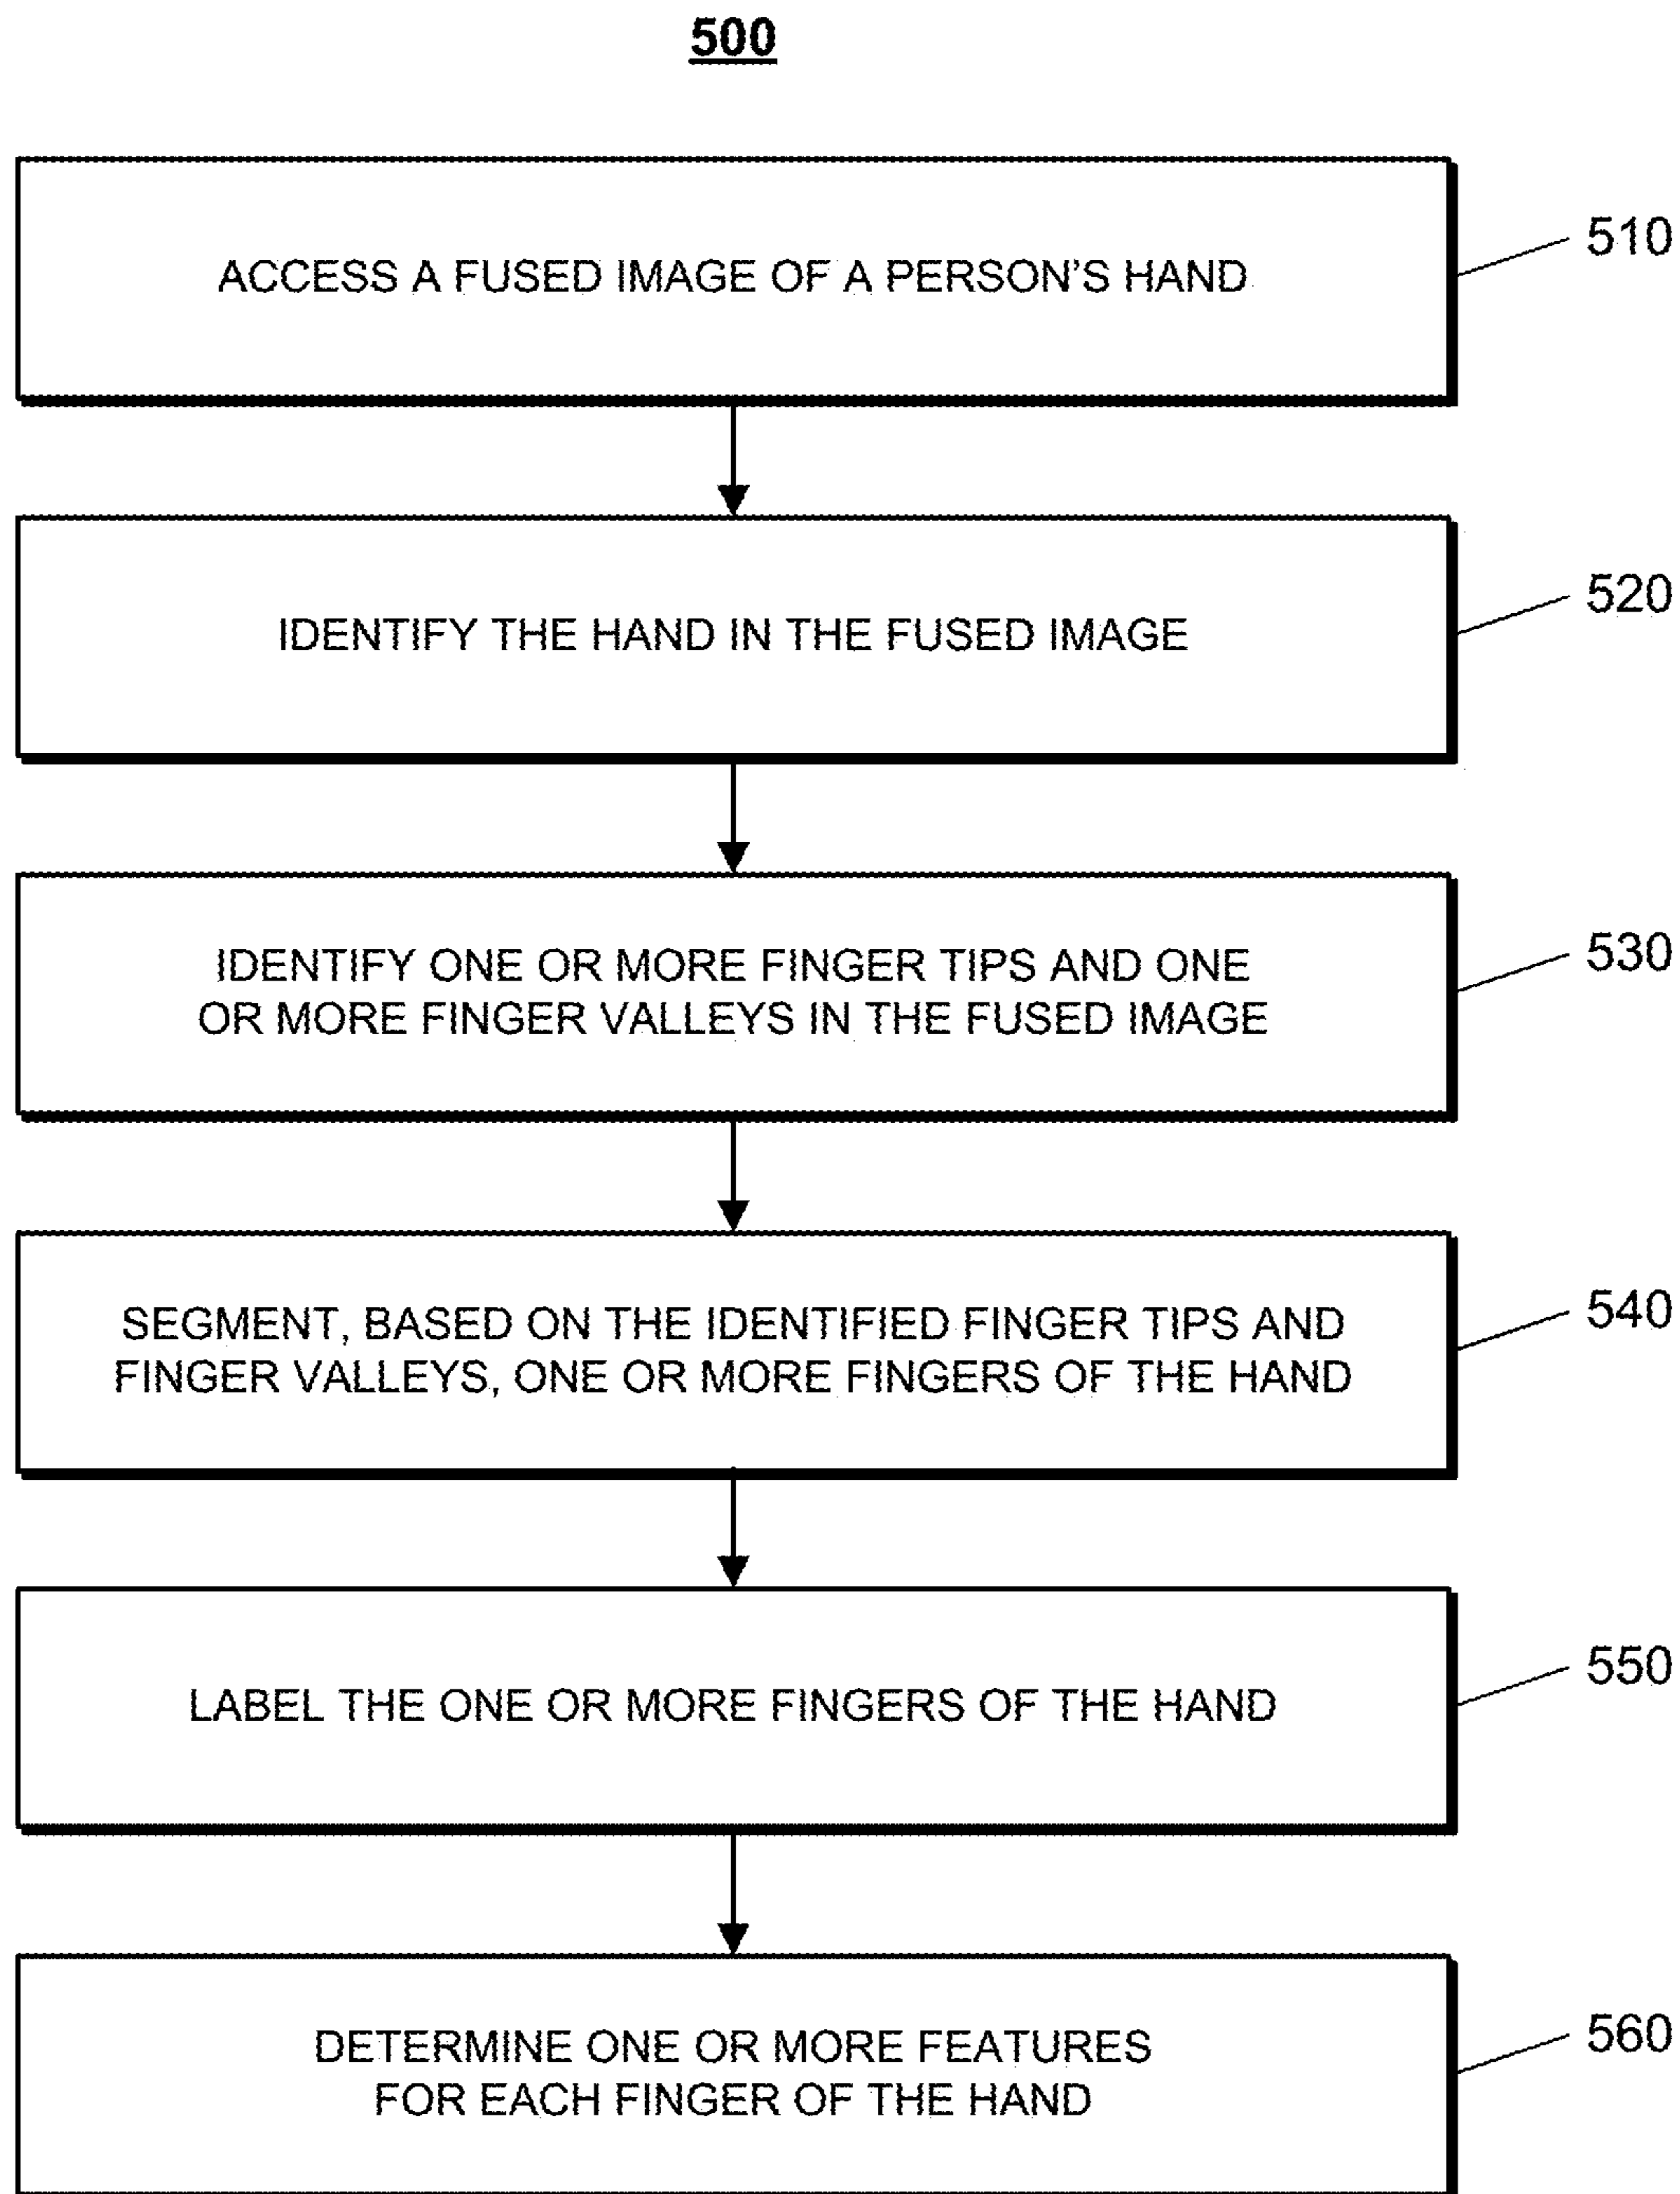 500
ACCESS A FUSED IMAGE OF A PERSON'S HAND
510
IDENTIFY THE HAND IN THE FUSED IMAGE
520
IDENTIFY ONE OR MORE FINGER TIPS AND ONE
OR MORE FINGER VALLEYS IN THE FUSED IMAGE
530
SEGMENT, BASED ON THE IDENTIFIED FINGER TIPS AND
FINGER VALLEYS, ONE OR MORE FINGERS OF THE HAND
540
LABEL THE ONE OR MORE FINGERS OF THE HAND
550
DETERMINE ONE OR MORE FEATURES
FOR EACH FINGER OF THE HAND
560